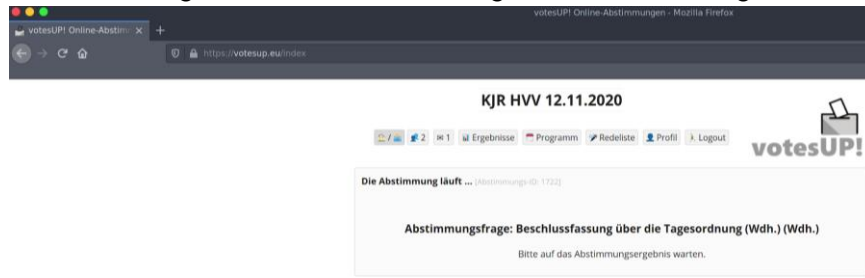 votesUP! Online-Abstimmungen - Mozilla Firefox
votesUP! Online-Abstimm
https://votesup.eu/index
KJR HVV 12.11.2020
/ 2 1 Ergebnisse Programm Redeliste Profil Logout
votesUP!
Die Abstimmung läuft ... [Abstimmungs-ID: 1722]
Abstimmungsfrage: Beschlussfassung über die Tagesordnung (Wdh.) (Wdh.)
Bitte auf das Abstimmungsergebnis warten.